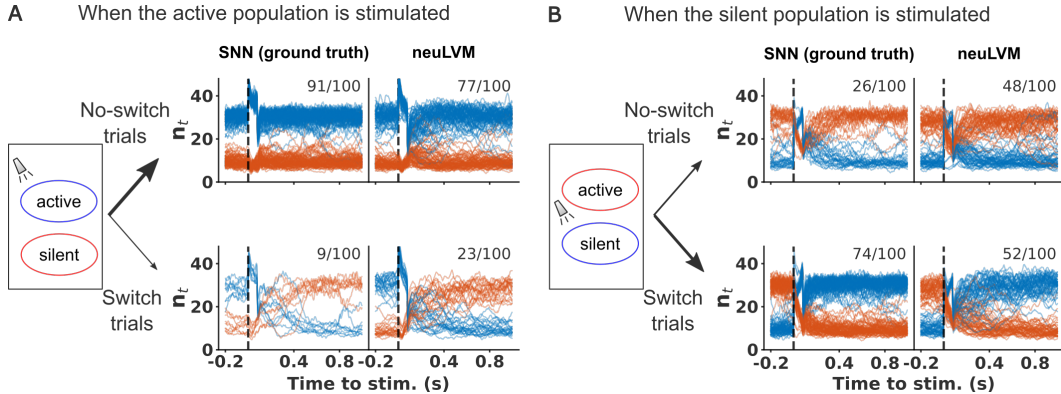 A When the active population is stimulated
SNN (ground truth) neuLVM
No-switch trials
active
silent
Switch trials
n_t
40
20
0
91/100
77/100
n_t
40
20
0
9/100
23/100
-0.2 0.4 0.8 -0.2 0.4 0.8
Time to stim. (s)
B When the silent population is stimulated
SNN (ground truth) neuLVM
No-switch trials
active
silent
Switch trials
n_t
40
20
0
26/100
48/100
n_t
40
20
0
74/100
52/100
-0.2 0.4 0.8 -0.2 0.4 0.8
Time to stim. (s)